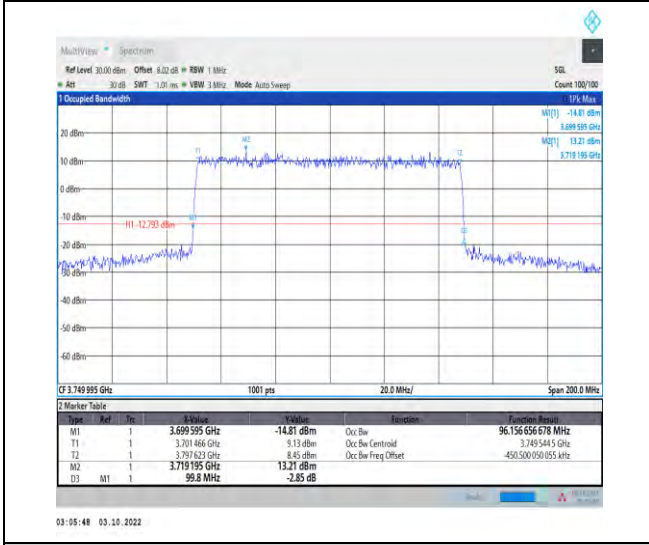 MultiView Spectrum
Ref Level 30.00 dBm Offset 8.02 dB RBW 1 MHz SGL
Att 30 dB SWT 1.01 ms VBW 3 MHz Mode Auto Sweep Count 100/100
1 Occupied Bandwidth 1Pk Max
M1[1] -14.81 dBm
3.699 595 GHz
M2[1] 13.21 dBm
3.719 195 GHz
20 dBm
M2
T1
T2
10 dBm
0 dBm
-10 dBm
M1
H1 -12.793 dBm
D3
-20 dBm
-30 dBm
-40 dBm
-50 dBm
-60 dBm
CF 3.749 995 GHz 1001 pts 20.0 MHz/ Span 200.0 MHz
2 Marker Table
Type Ref Trc X-Value Y-Value Function Function Result
M1 1 3.699 595 GHz -14.81 dBm Occ Bw 96.156 656 678 MHz
T1 1 3.701 466 GHz 9.13 dBm Occ Bw Centroid 3.749 544 5 GHz
T2 1 3.797 623 GHz 8.45 dBm Occ Bw Freq Offset -450.500 050 055 kHz
M2 1 3.719 195 GHz 13.21 dBm
D3 M1 1 99.8 MHz -2.85 dB
03:05:48 03.10.2022